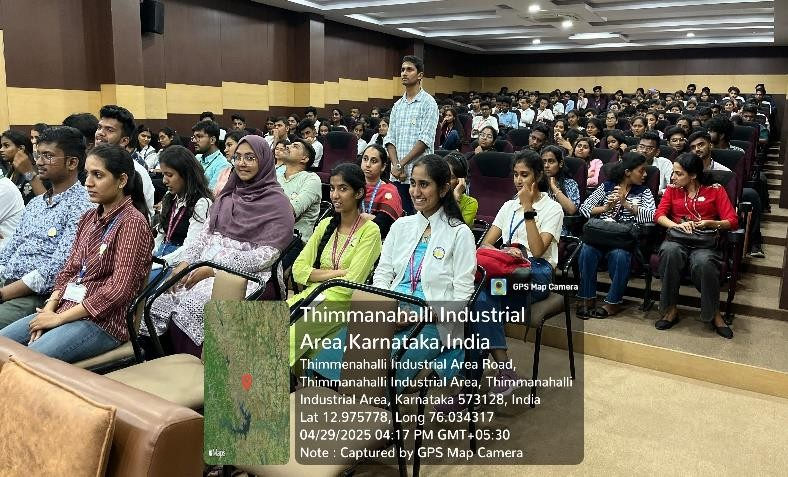 GPS Map Camera
Thimmanahalli Industrial
Area,Karnataka,India
Thimmenahalli Industrial Area Road,
Thimmanahalli Industrial Area, Thimmanahalli
Industrial Area, Karnataka 573128, India
Lat 12.975778, Long 76.034317
04/29/2025 04:17 PM GMT+05:30
Note : Captured by GPS Map Camera
Maps